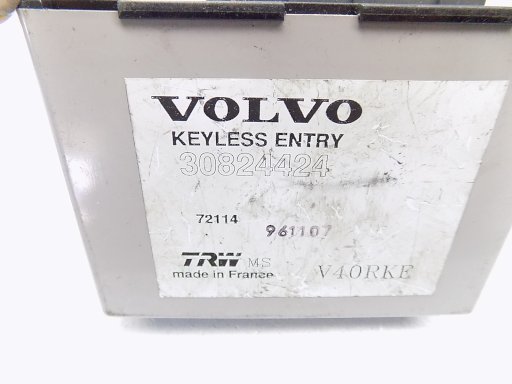 VOLVO
KEYLESS ENTRY
30824424
72114 961107
TRW MS
made in France V40RKE